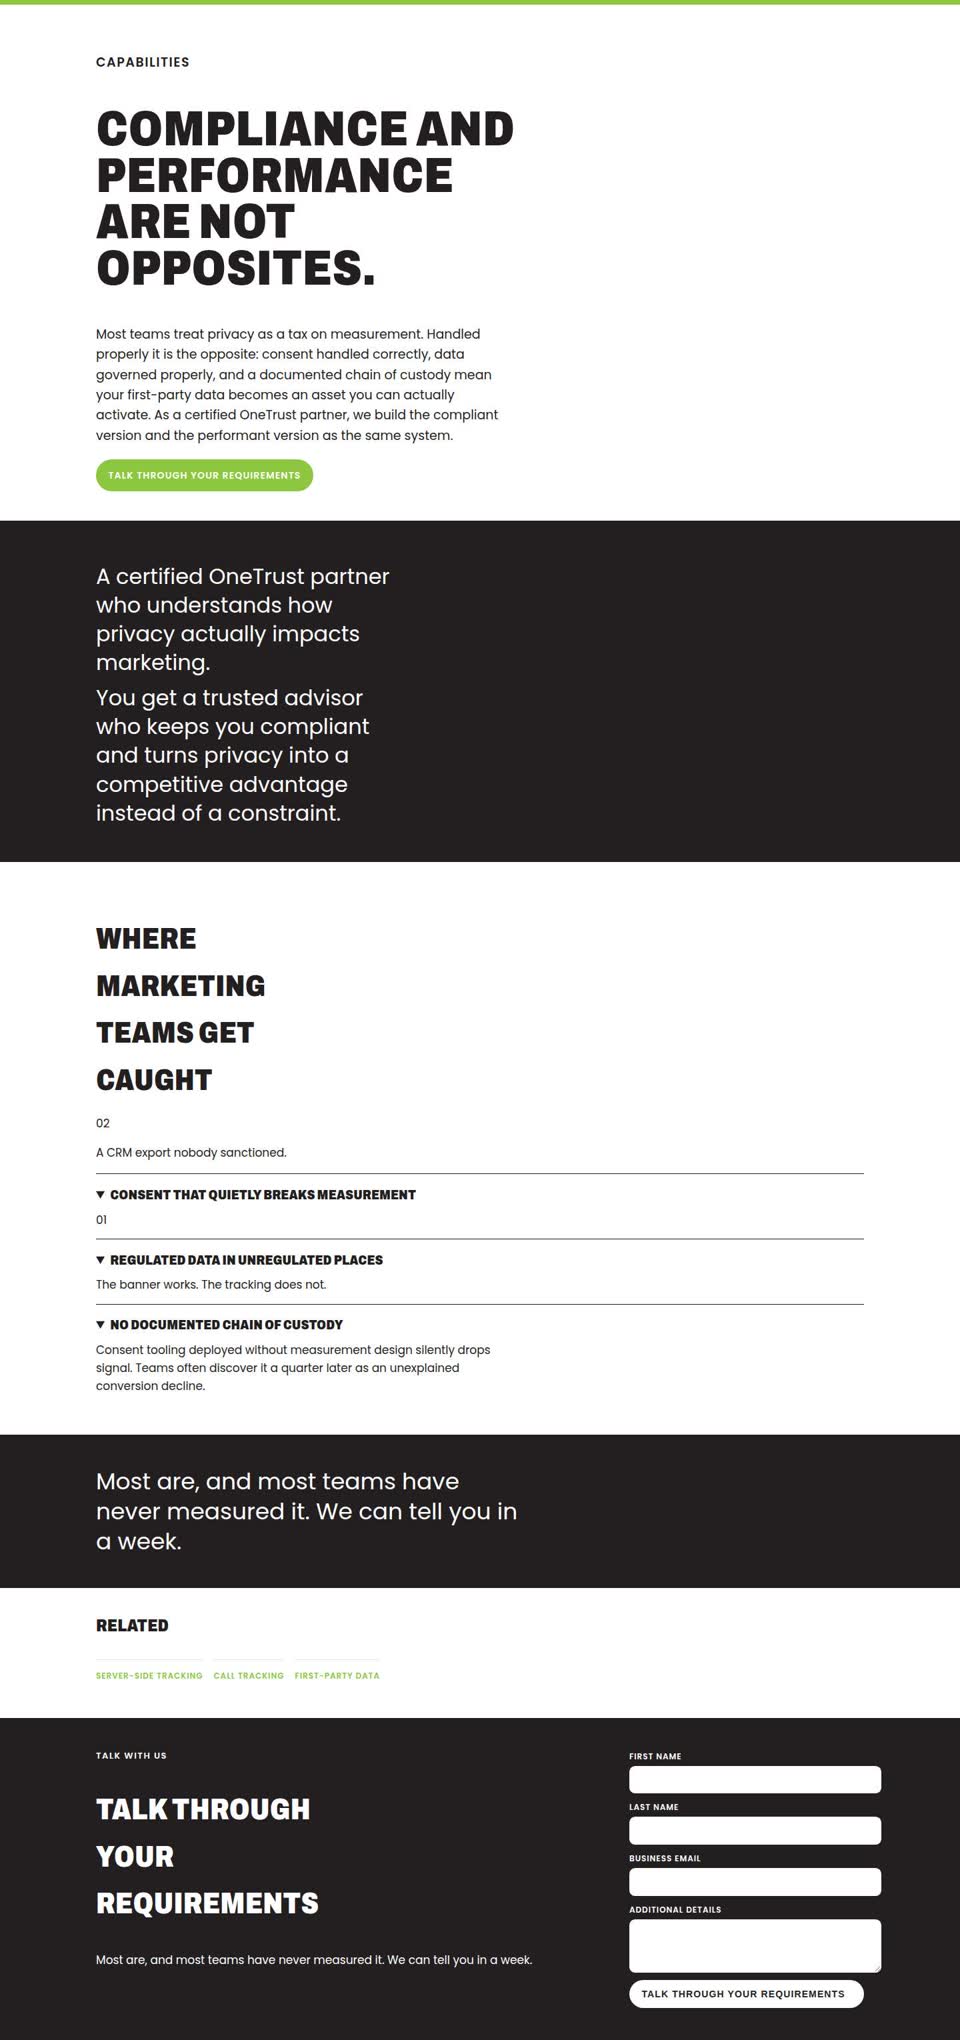 CAPABILITIES
COMPLIANCE AND
PERFORMANCE
ARE NOT
OPPOSITES.
Most teams treat privacy as a tax on measurement. Handled
properly it is the opposite: consent handled correctly, data
governed properly, and a documented chain of custody mean
your first-party data becomes an asset you can actually
activate. As a certified OneTrust partner, we build the compliant
version and the performant version as the same system.
TALK THROUGH YOUR REQUIREMENTS
A certified OneTrust partner
who understands how
privacy actually impacts
marketing.
You get a trusted advisor
who keeps you compliant
and turns privacy into a
competitive advantage
instead of a constraint.
WHERE
MARKETING
TEAMS GET
CAUGHT
02
A CRM export nobody sanctioned.
CONSENT THAT QUIETLY BREAKS MEASUREMENT
01
REGULATED DATA IN UNREGULATED PLACES
The banner works. The tracking does not.
NO DOCUMENTED CHAIN OF CUSTODY
Consent tooling deployed without measurement design silently drops
signal. Teams often discover it a quarter later as an unexplained
conversion decline.
Most are, and most teams have
never measured it. We can tell you in
a week.
RELATED
SERVER-SIDE TRACKING CALL TRACKING FIRST-PARTY DATA
TALK WITH US
TALK THROUGH
YOUR
REQUIREMENTS
Most are, and most teams have never measured it. We can tell you in a week.
FIRST NAME
LAST NAME
BUSINESS EMAIL
ADDITIONAL DETAILS
TALK THROUGH YOUR REQUIREMENTS